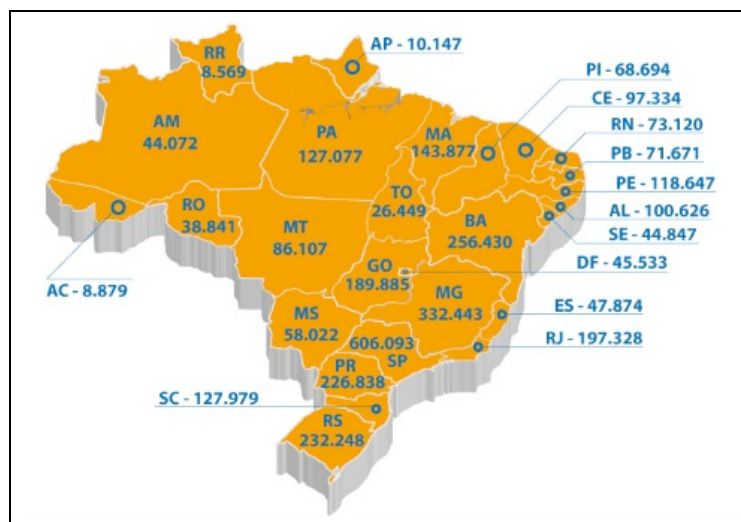 RR
8.569
AP - 10.147
PI - 68.694
CE - 97.334
RN - 73.120
PB - 71.671
PE - 118.647
AL - 100.626
SE - 44.847
DF - 45.533
ES - 47.874
RJ - 197.328
AM
44.072
PA
127.077
MA
143.877
TO
26.449
RO
38.841
MT
86.107
BA
256.430
AC - 8.879
GO
189.885
MG
332.443
MS
58.022
606.093
SP
PR
226.838
SC - 127.979
RS
232.248